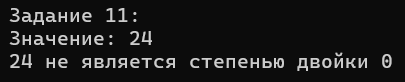 Задание 11:
Значение: 24
24 не является степенью двойки 0